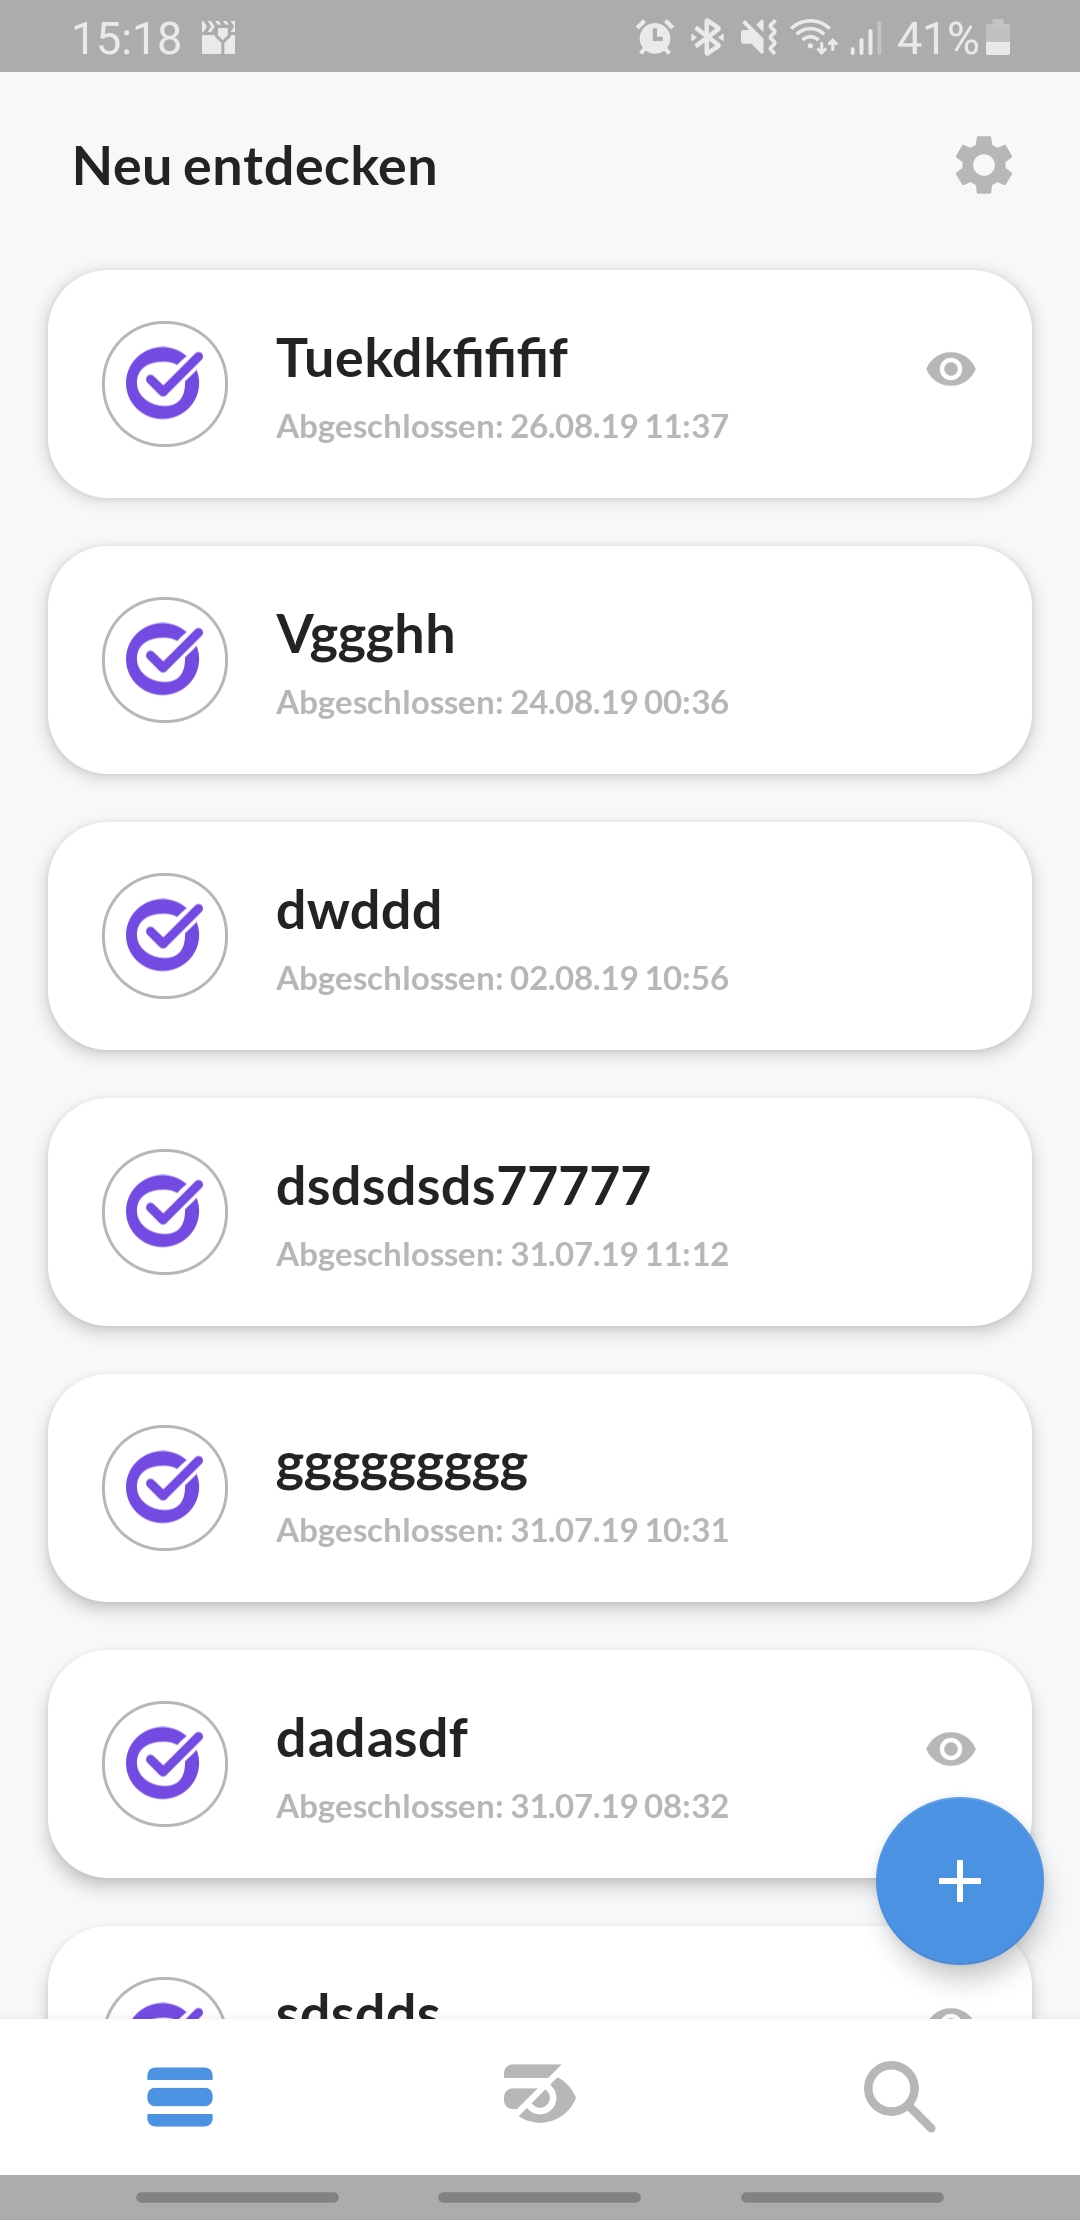 15:18
41%
Neu entdecken
Tuekdkfififif
Abgeschlossen: 26.08.19 11:37
Vggghh
Abgeschlossen: 24.08.19 00:36
dwddd
Abgeschlossen: 02.08.19 10:56
dsdsdsds77777
Abgeschlossen: 31.07.19 11:12
ggggggggg
Abgeschlossen: 31.07.19 10:31
dadasdf
Abgeschlossen: 31.07.19 08:32
sdsdds